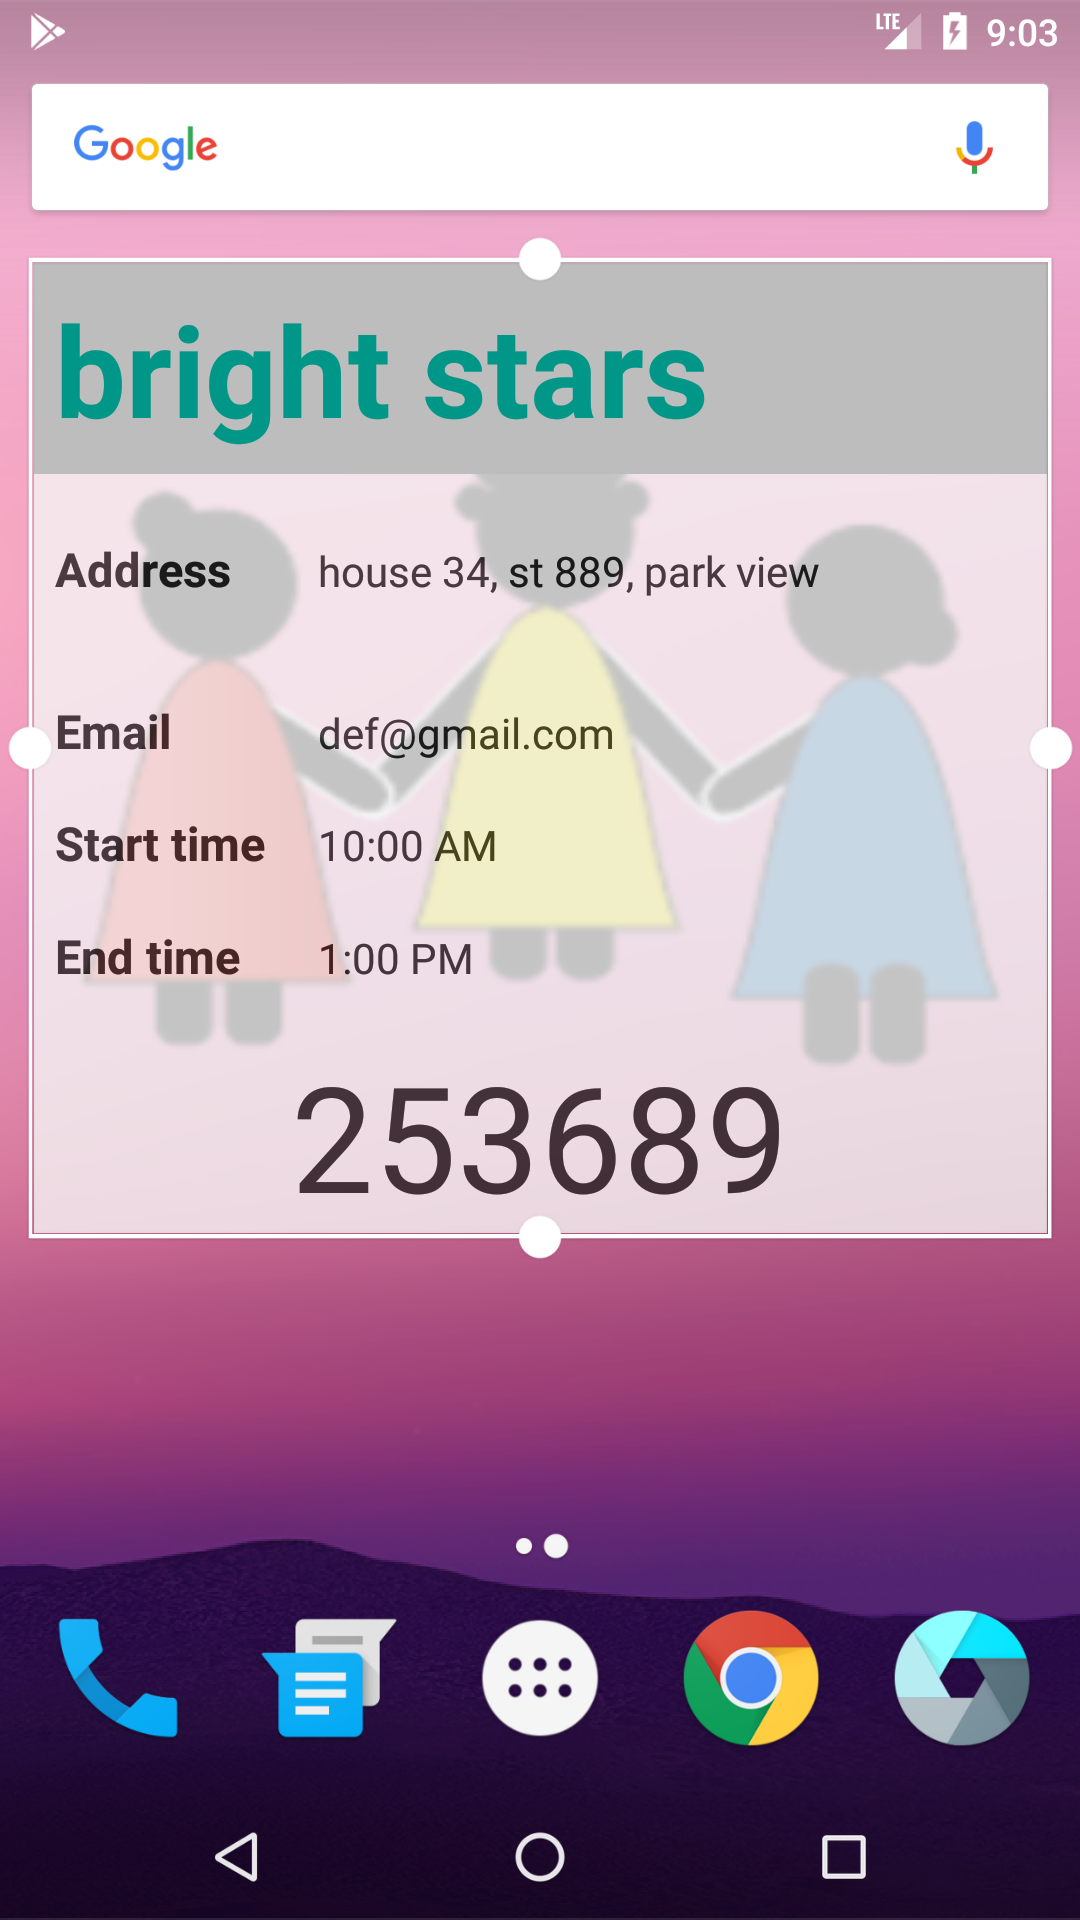 LTE 9:03
Google
bright stars
Address house 34, st 889, park view
Email def@gmail.com
Start time 10:00 AM
End time 1:00 PM
253689